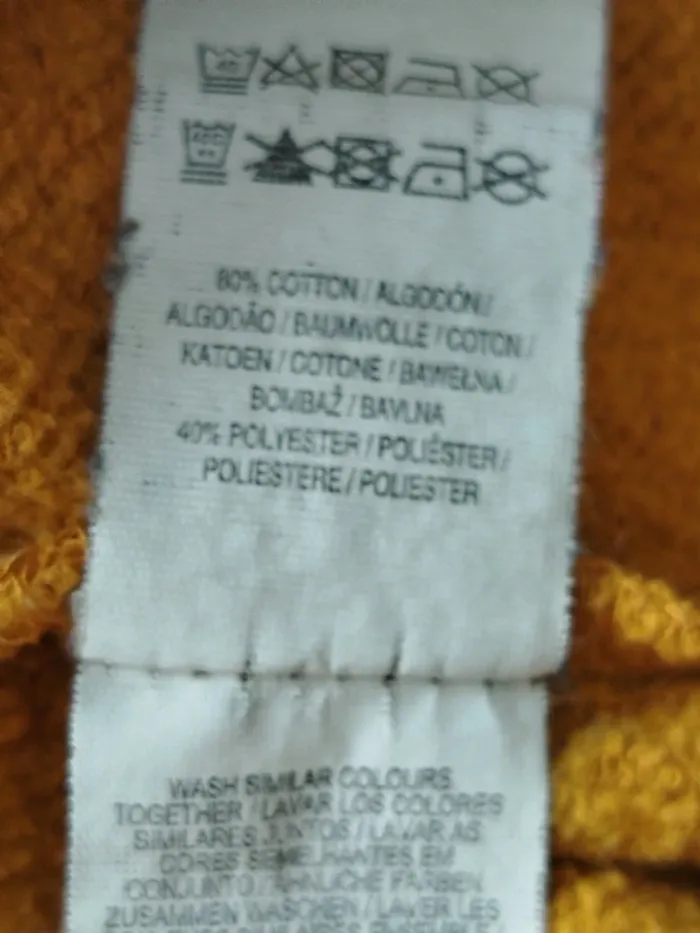 40
60% COTTON / ALGODÓN /
ALGODÃO / BAUMWOLLE / COTON /
KATOEN / COTONE / BAWEŁNA /
BOMBAŽ / BAVLNA
40% POLYESTER / POLIÉSTER /
POLIESTERE / POLIESTER
WASH SIMILAR COLOURS
TOGETHER / LAVAR LOS COLORES
SIMILARES JUNTOS / LAVAR AS
CORES SEMELHANTES EM
CONJUNTO / ÄHNLICHE FARBEN
ZUSAMMEN WASCHEN / LAVER LES